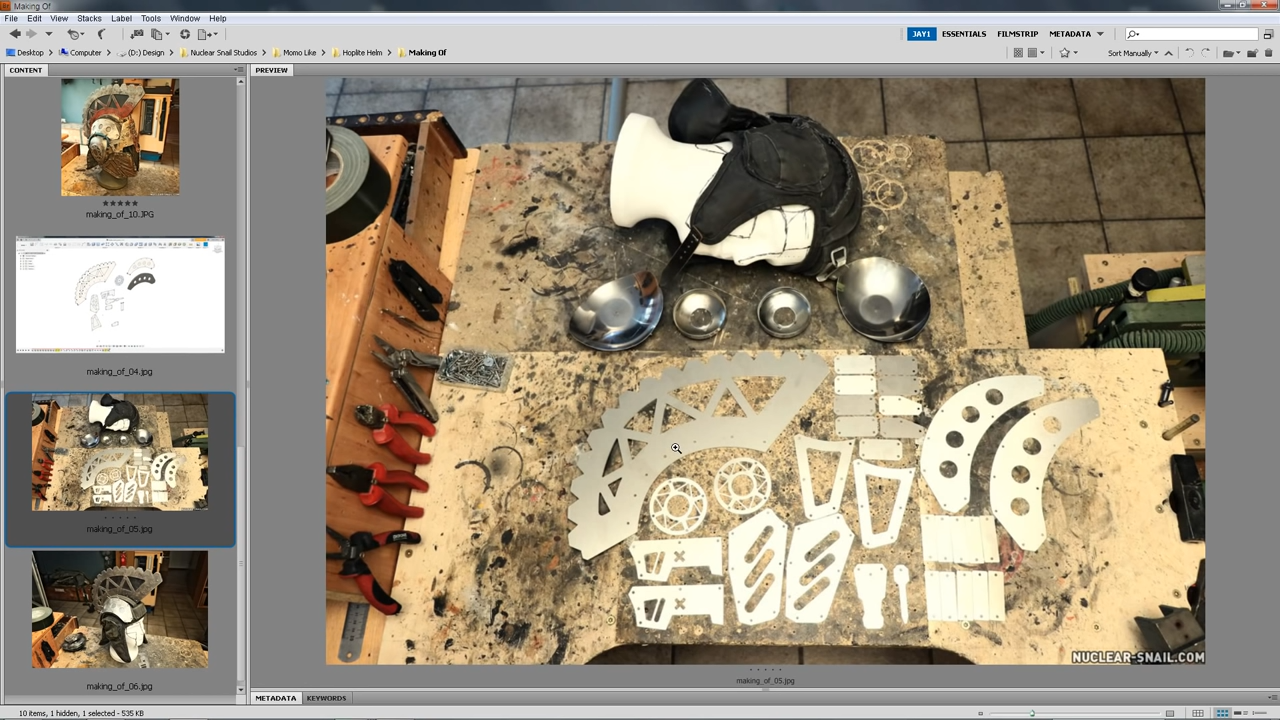 Br Making Of
File Edit View Stacks Label Tools Window Help
JAY1 ESSENTIALS FILMSTRIP METADATA
Desktop Computer (D:) Design Nuclear Snail Studios Momo Like Hoplite Helm Making Of
Sort Manually
CONTENT
PREVIEW
making_of_10.JPG
making_of_04.jpg
making_of_05.jpg
making_of_06.jpg
NUCLEAR-SNAIL.COM
making_of_05.jpg
METADATA KEYWORDS
10 items, 1 hidden, 1 selected - 535 KB